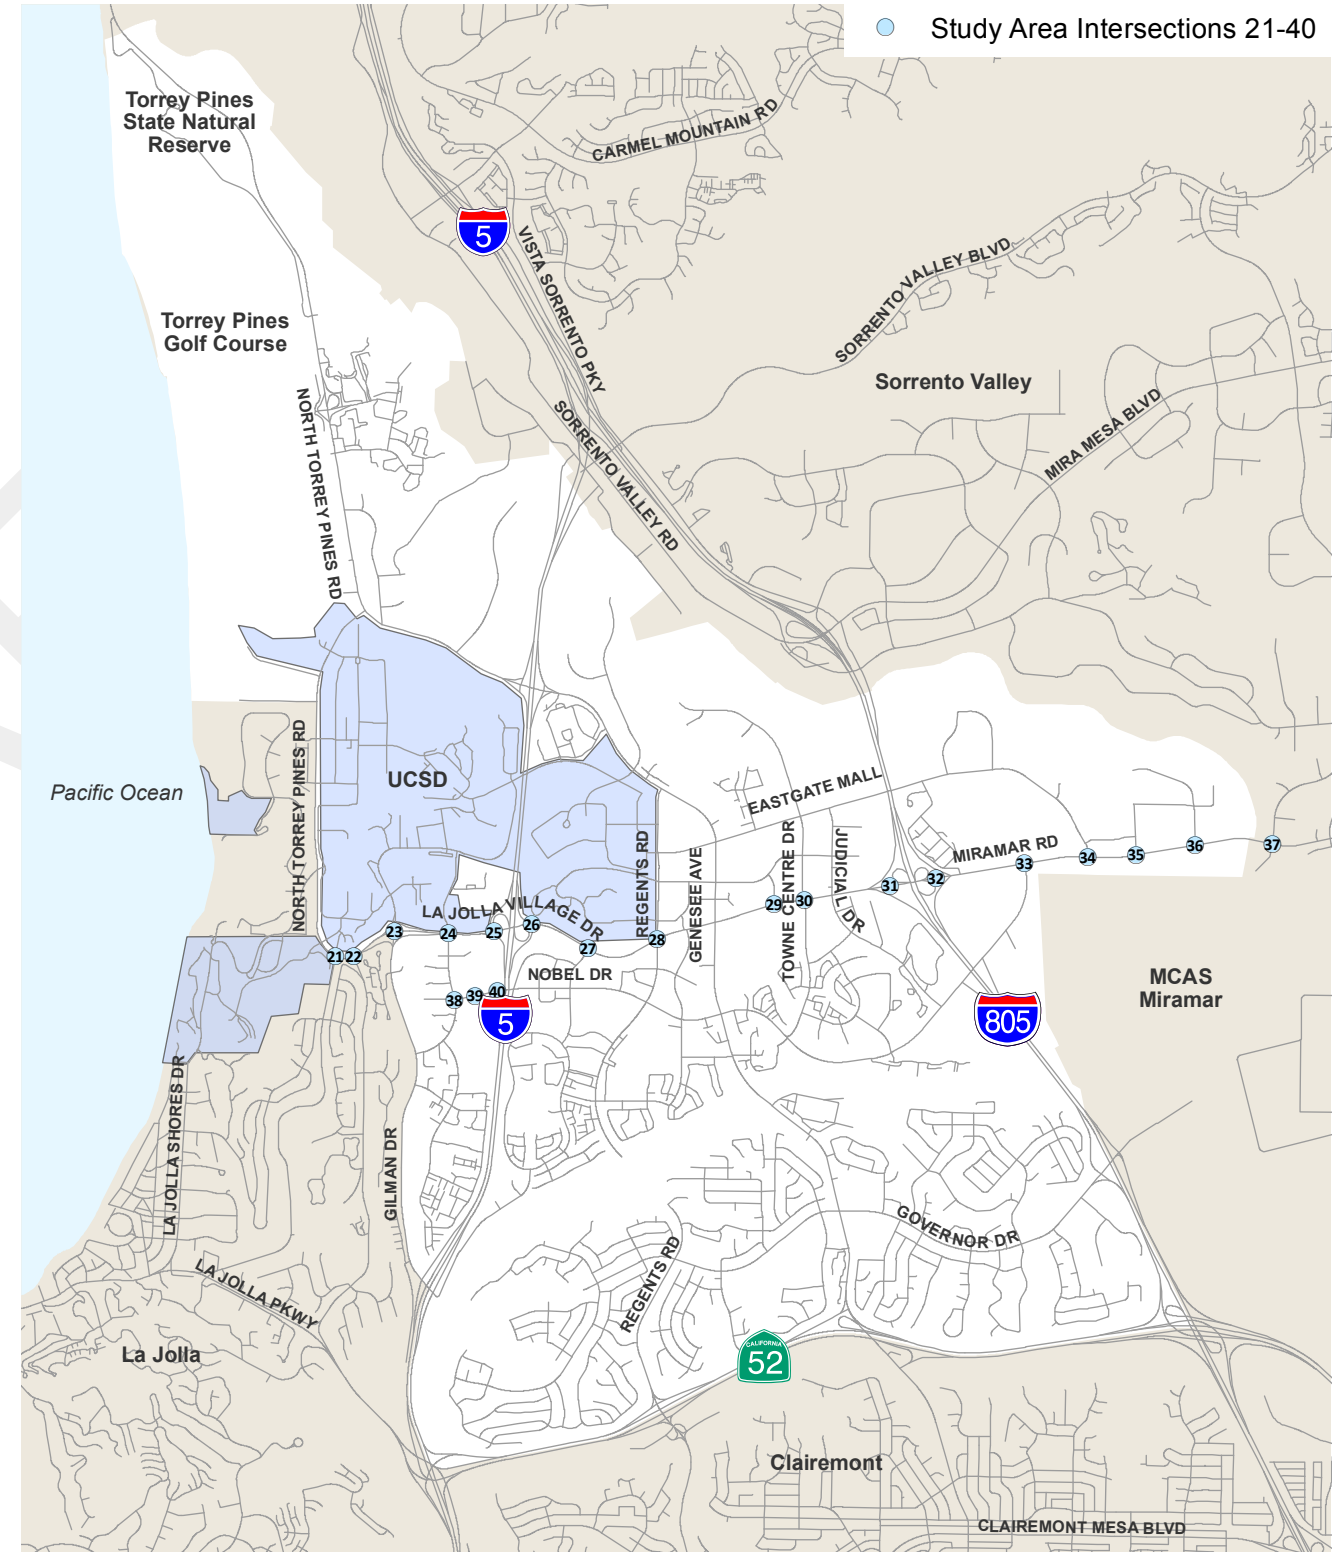 Study Area Intersections 21-40
Torrey Pines
State Natural
Reserve
CARMEL MOUNTAIN RD
5
VISTA SORRENTO PKY
SORRENTO VALLEY BLVD
Torrey Pines
Golf Course
Sorrento Valley
NORTH TORREY PINES RD
SORRENTO VALLEY RD
MIRA MESA BLVD
UCSD
Pacific Ocean
NORTH TORREY PINES RD
EASTGATE MALL
REGENTS RD
GENESEE AVE
TOWNE CENTRE DR
JUDICIAL DR
MIRAMAR RD
LA JOLLA VILLAGE DR
21
22
23
24
25
26
27
28
29
30
31
32
33
34
35
36
37
NOBEL DR
38
39
40
5
805
MCAS
Miramar
LA JOLLA SHORES DR
GILMAN DR
GOVERNOR DR
REGENTS RD
LA JOLLA PKWY
La Jolla
CALIFORNIA
52
Clairemont
CLAIREMONT MESA BLVD